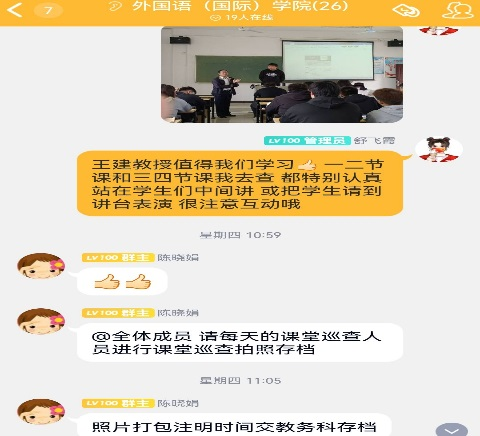 7
外国语（国际）学院(26)
19人在线
LV100 管理员 舒飞霞
王建教授值得我们学习👍 一二节
课和三四节课我去查 都特别认真
站在学生们中间讲 或把学生请到
讲台表演 很注意互动哦
星期四 10:59
LV100 群主 陈晓娟
👍👍
LV100 群主 陈晓娟
@全体成员 请每天的课堂巡查人
员进行课堂巡查拍照存档
星期四 11:05
LV100 群主 陈晓娟
照片打包注明时间交教务科存档